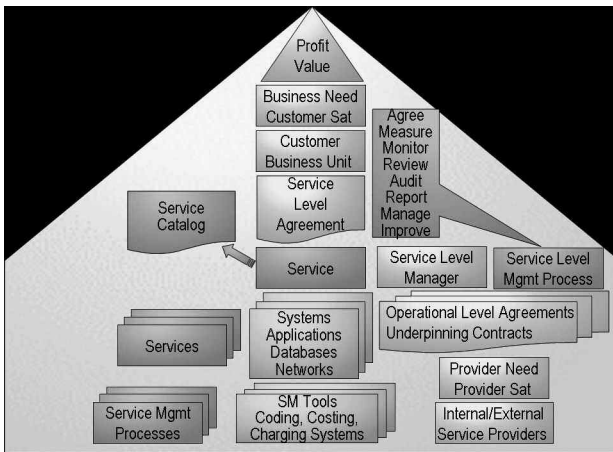 Profit
Value
Business Need
Customer Sat
Customer
Business Unit
Service
Level
Agreement
Agree
Measure
Monitor
Review
Audit
Report
Manage
Improve
Service
Catalog
Service
Service Level
Manager
Service Level
Mgmt Process
Services
Systems
Applications
Databases
Networks
Operational Level Agreements
Underpinning Contracts
Provider Need
Provider Sat
Service Mgmt
Processes
SM Tools
Coding, Costing,
Charging Systems
Internal/External
Service Providers